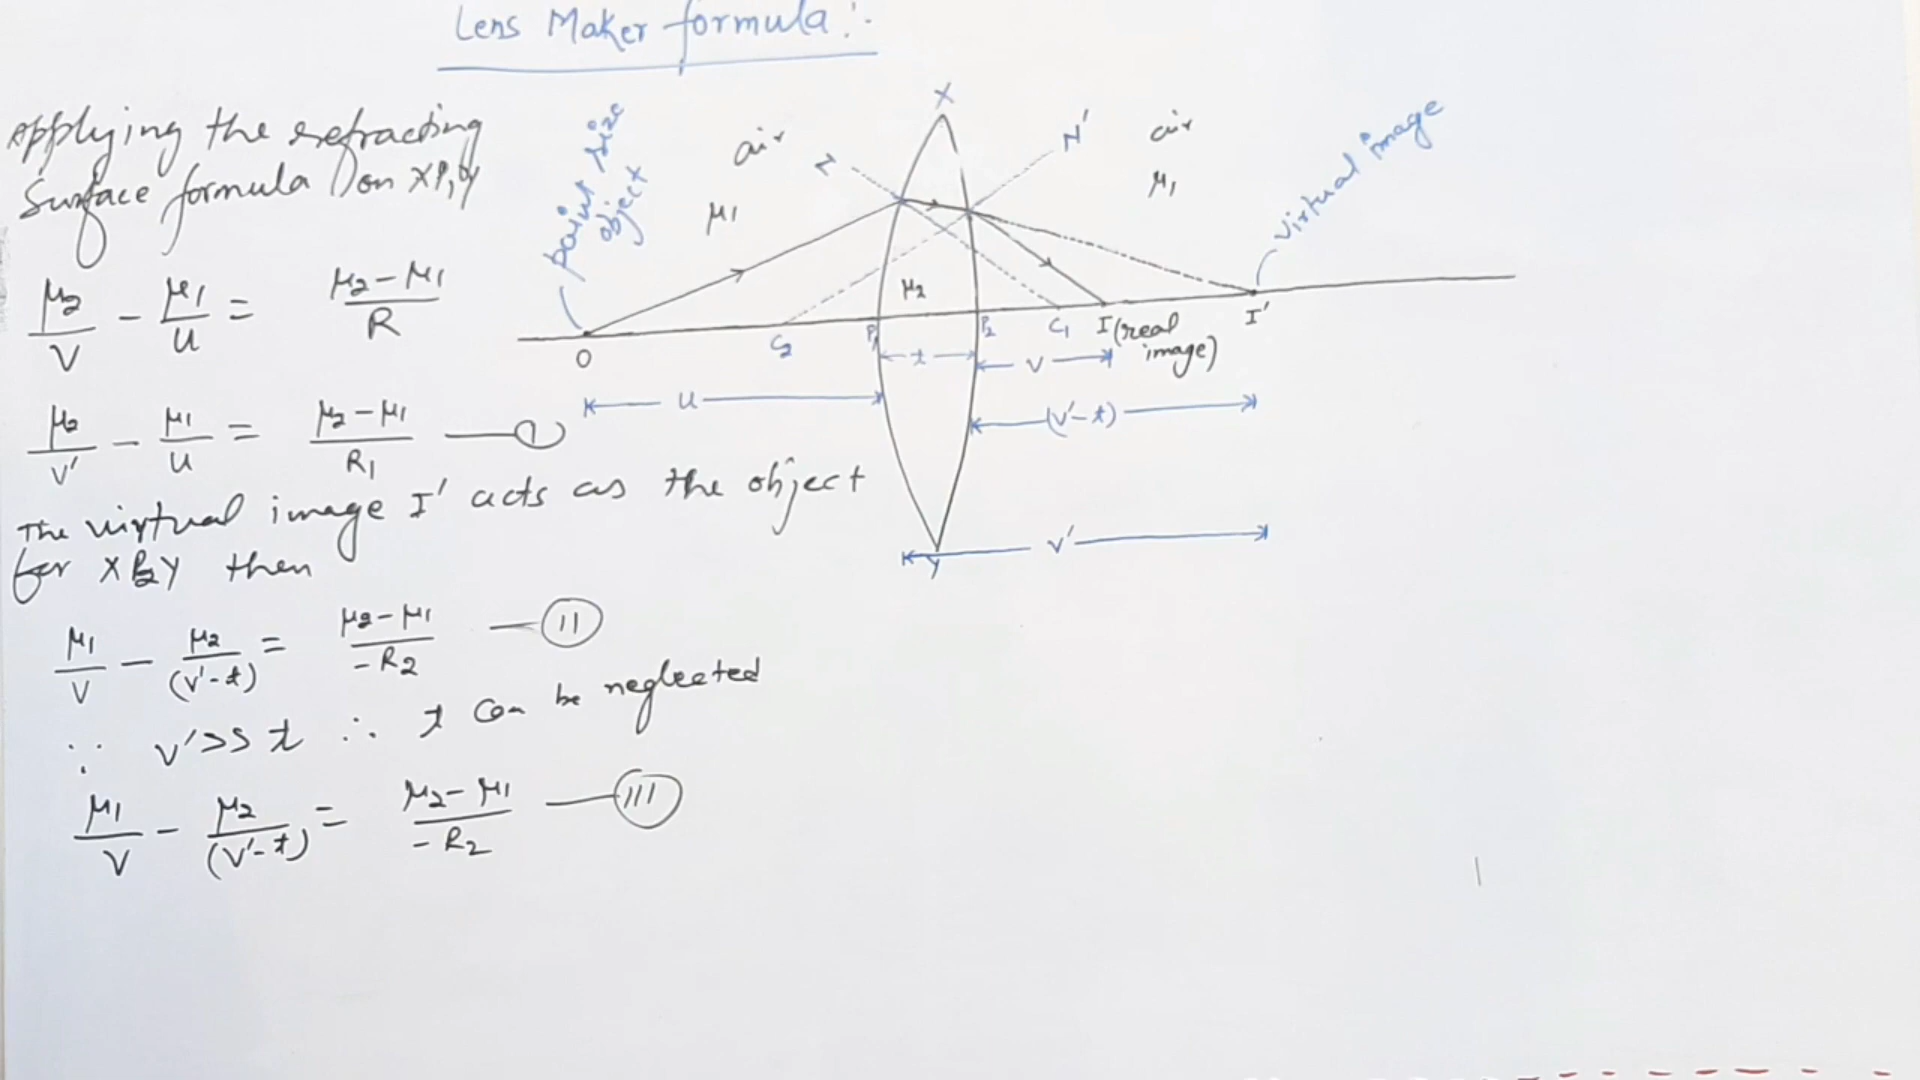 Lens Maker formula :-
Applying the refracting
Surface formula on XP₁Y
μ₂/V - μ₁/u = μ₂-μ₁/R
μ₂/V' - μ₁/u = μ₂-μ₁/R₁ — I
The virtual image I' acts as the object
for XP₂Y then
μ₁/V - μ₂/(V'-t) = μ₂-μ₁/-R₂ — II
∵ V'>>t ∴ t can be neglected
μ₁/V - μ₂/(V'-t) = μ₂-μ₁/-R₂ — III
point size
object
air
μ₁
X
N
N'
air
μ₁
virtual image
μ₂
O
C₂
P₁
P₂
C₁
I (real
image)
I'
t
V
u
(V'-t)
V'
Y